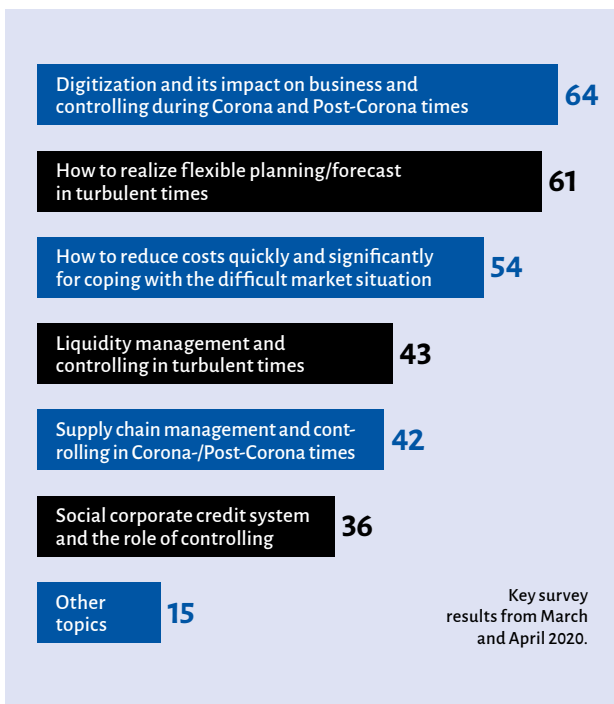 Digitization and its impact on business and
controlling during Corona and Post-Corona times
64
How to realize flexible planning/forecast
in turbulent times
61
How to reduce costs quickly and significantly
for coping with the difficult market situation
54
Liquidity management and
controlling in turbulent times
43
Supply chain management and cont-
rolling in Corona-/Post-Corona times
42
Social corporate credit system
and the role of controlling
36
Other
topics
15
Key survey
results from March
and April 2020.